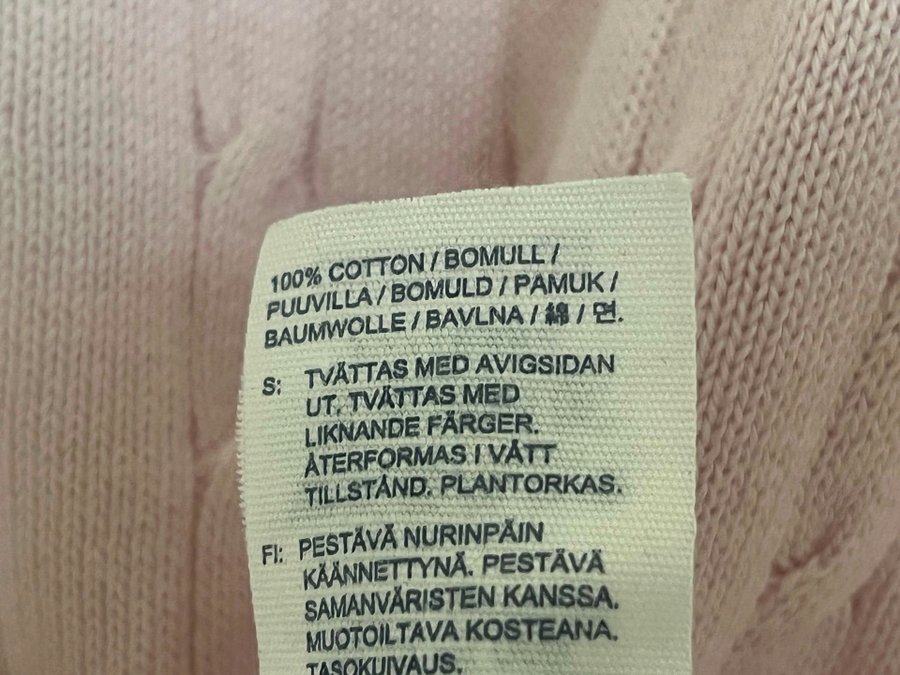 100% COTTON / BOMULL /
PUUVILLA / BOMULD / PAMUK /
BAUMWOLLE / BAVLNA / 綿 / 면.
S: TVÄTTAS MED AVIGSIDAN
UT. TVÄTTAS MED
LIKNANDE FÄRGER.
ÅTERFORMAS I VÅTT
TILLSTÅND. PLANTORKAS.
FI: PESTÄVÄ NURINPÄIN
KÄÄNNETTYNÄ. PESTÄVÄ
SAMANVÄRISTEN KANSSA.
MUOTOILTAVA KOSTEANA.
TASOKUIVAUS.